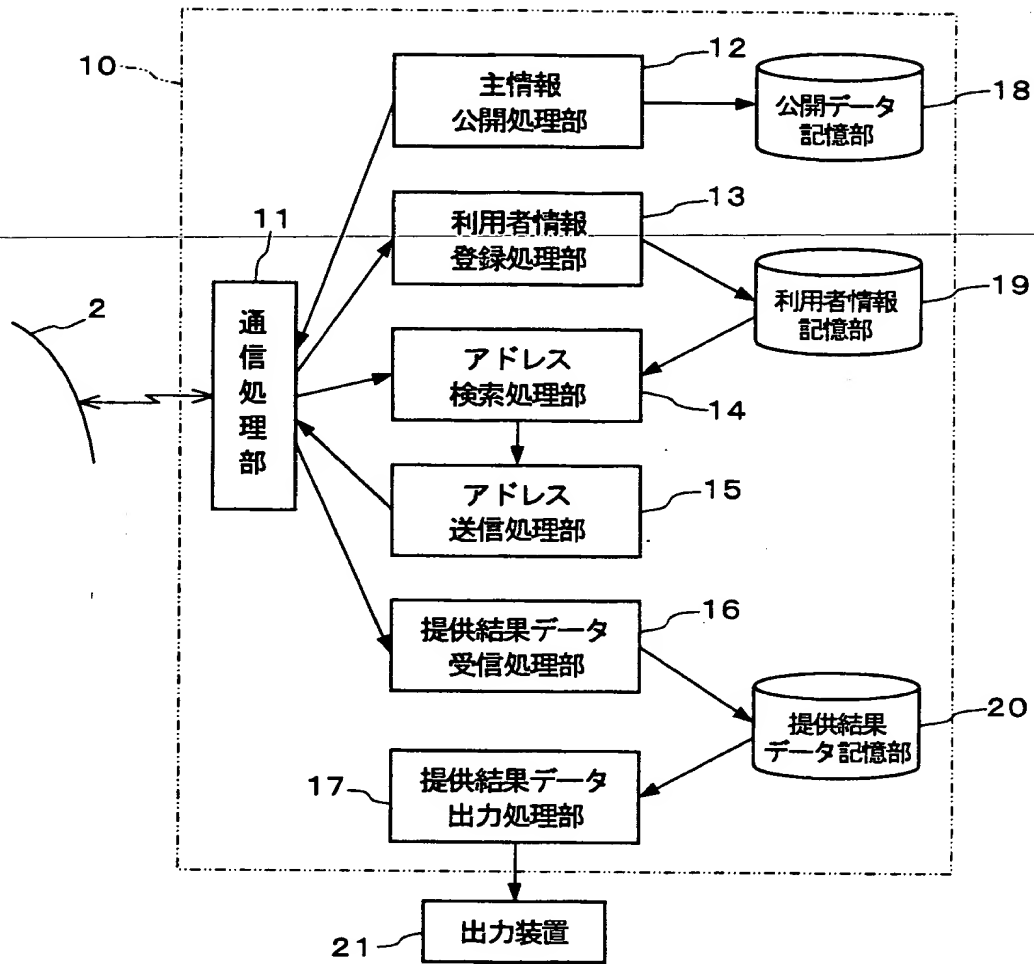 10
12
主情報
公開処理部
18
公開データ
記憶部
13
利用者情報
登録処理部
11
通信処理部
19
利用者情報
記憶部
2
アドレス
検索処理部
14
アドレス
送信処理部
15
提供結果データ
受信処理部
16
提供結果
データ記憶部
20
17
提供結果データ
出力処理部
出力装置
21